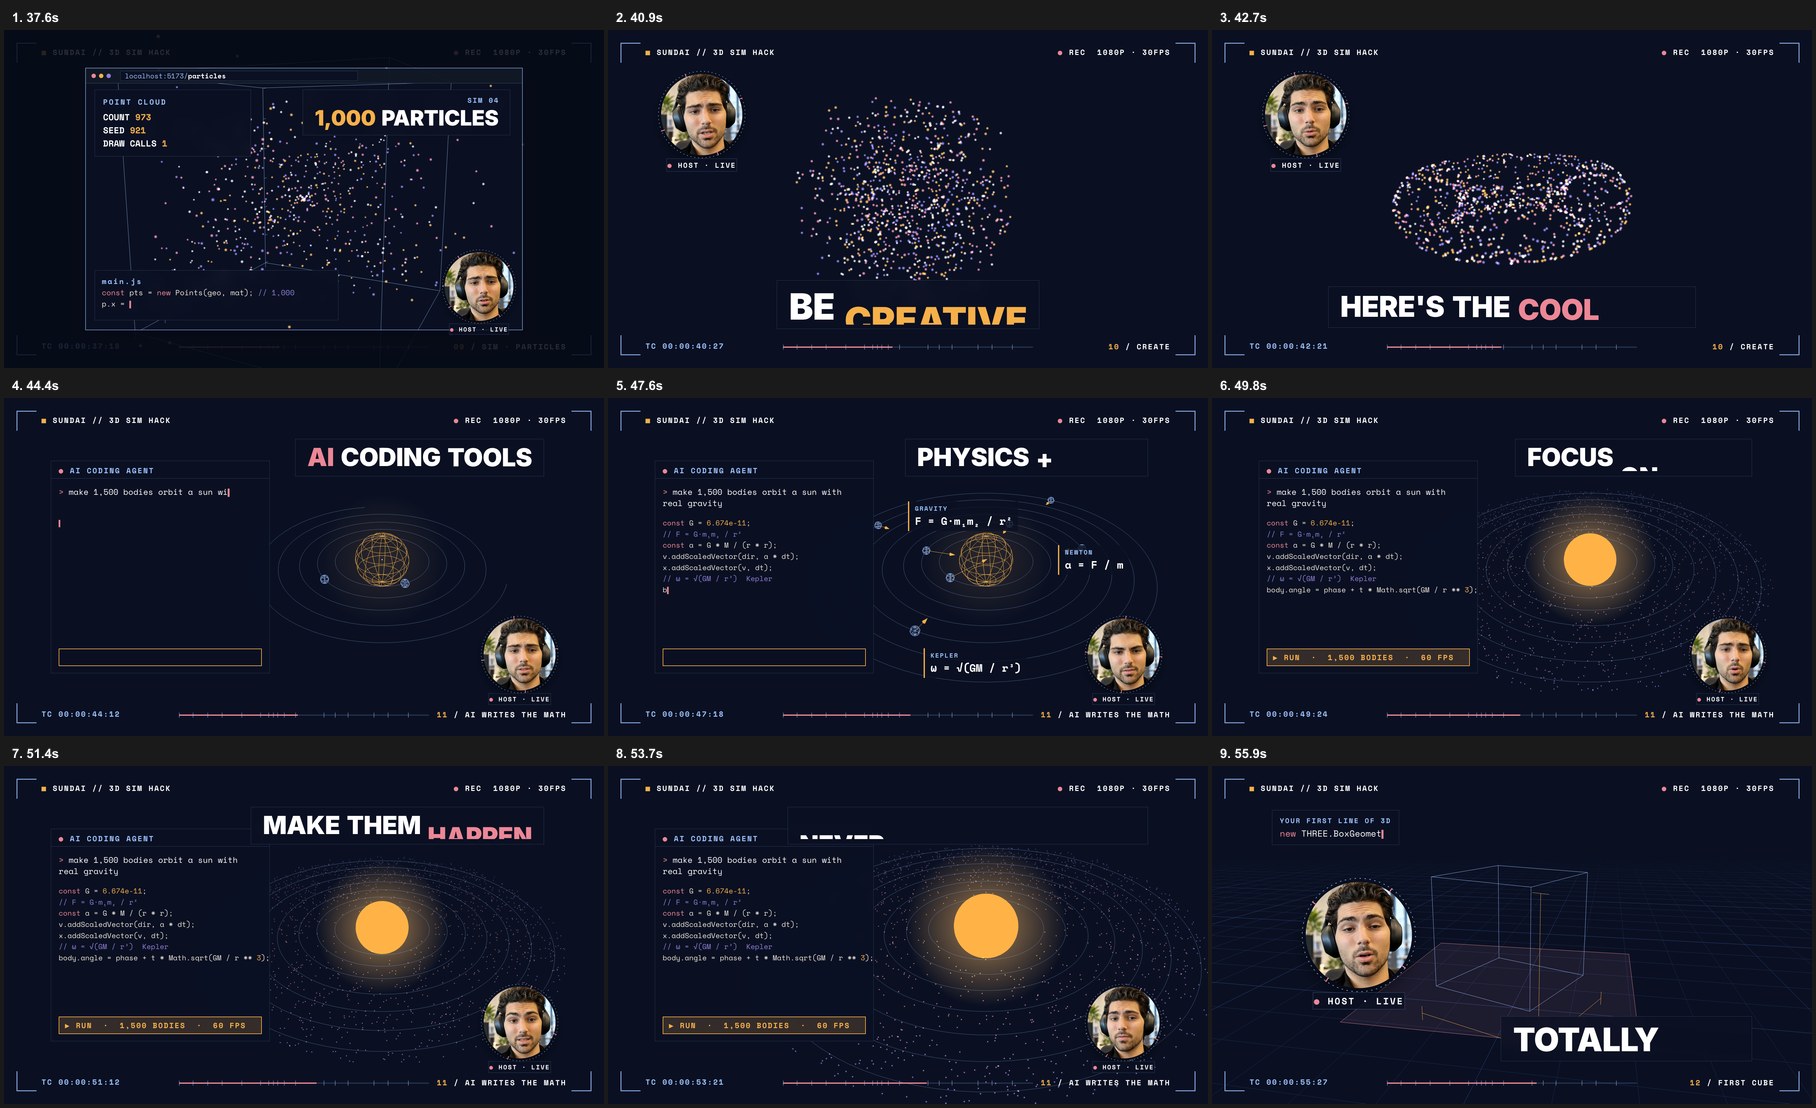 1. 37.6s
SUNDAI // 3D SIM HACK
REC 1080P · 30FPS
localhost:5173/particles
POINT CLOUD
COUNT 973
SEED 921
DRAW CALLS 1
SIM 04
1,000 PARTICLES
main.js
const pts = new Points(geo, mat); // 1,000
p.x =
HOST · LIVE
2. 40.9s
SUNDAI // 3D SIM HACK
REC 1080P · 30FPS
HOST · LIVE
BE CREATIVE
TC 00:00:40:27
10 / CREATE
3. 42.7s
SUNDAI // 3D SIM HACK
REC 1080P · 30FPS
HOST · LIVE
HERE'S THE COOL
TC 00:00:42:21
10 / CREATE
4. 44.4s
SUNDAI // 3D SIM HACK
REC 1080P · 30FPS
AI CODING TOOLS
AI CODING AGENT
> make 1,500 bodies orbit a sun wi
HOST · LIVE
TC 00:00:44:12
11 / AI WRITES THE MATH
5. 47.6s
SUNDAI // 3D SIM HACK
REC 1080P · 30FPS
PHYSICS +
AI CODING AGENT
> make 1,500 bodies orbit a sun with
real gravity
const G = 6.674e-11;
// F = G·m₁m₂ / r²
const a = G * M / (r * r);
v.addScaledVector(dir, a * dt);
x.addScaledVector(v, dt);
// ω = √(GM / r³) Kepler
b
GRAVITY
F = G·m₁m₂ / r²
NEWTON
a = F / m
KEPLER
ω = √(GM / r³)
HOST · LIVE
TC 00:00:47:18
11 / AI WRITES THE MATH
6. 49.8s
SUNDAI // 3D SIM HACK
REC 1080P · 30FPS
FOCUS
AI CODING AGENT
> make 1,500 bodies orbit a sun with
real gravity
const G = 6.674e-11;
// F = G·m₁m₂ / r²
const a = G * M / (r * r);
v.addScaledVector(dir, a * dt);
x.addScaledVector(v, dt);
// ω = √(GM / r³) Kepler
body.angle = phase + t * Math.sqrt(GM / r ** 3);
▶ RUN · 1,500 BODIES · 60 FPS
HOST · LIVE
TC 00:00:49:24
11 / AI WRITES THE MATH
7. 51.4s
SUNDAI // 3D SIM HACK
REC 1080P · 30FPS
MAKE THEM HAPPEN
AI CODING AGENT
> make 1,500 bodies orbit a sun with
real gravity
const G = 6.674e-11;
// F = G·m₁m₂ / r²
const a = G * M / (r * r);
v.addScaledVector(dir, a * dt);
x.addScaledVector(v, dt);
// ω = √(GM / r³) Kepler
body.angle = phase + t * Math.sqrt(GM / r ** 3);
▶ RUN · 1,500 BODIES · 60 FPS
HOST · LIVE
TC 00:00:51:12
11 / AI WRITES THE MATH
8. 53.7s
SUNDAI // 3D SIM HACK
REC 1080P · 30FPS
AI CODING AGENT
> make 1,500 bodies orbit a sun with
real gravity
const G = 6.674e-11;
// F = G·m₁m₂ / r²
const a = G * M / (r * r);
v.addScaledVector(dir, a * dt);
x.addScaledVector(v, dt);
// ω = √(GM / r³) Kepler
body.angle = phase + t * Math.sqrt(GM / r ** 3);
▶ RUN · 1,500 BODIES · 60 FPS
HOST · LIVE
TC 00:00:53:21
11 / AI WRITES THE MATH
9. 55.9s
SUNDAI // 3D SIM HACK
REC 1080P · 30FPS
YOUR FIRST LINE OF 3D
new THREE.BoxGeomet
HOST · LIVE
TOTALLY
TC 00:00:55:27
12 / FIRST CUBE